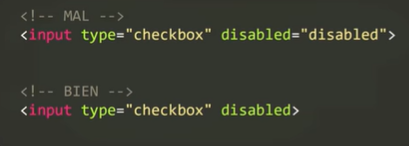 <!-- MAL -->
<input type="checkbox" disabled="disabled">
<!-- BIEN -->
<input type="checkbox" disabled>